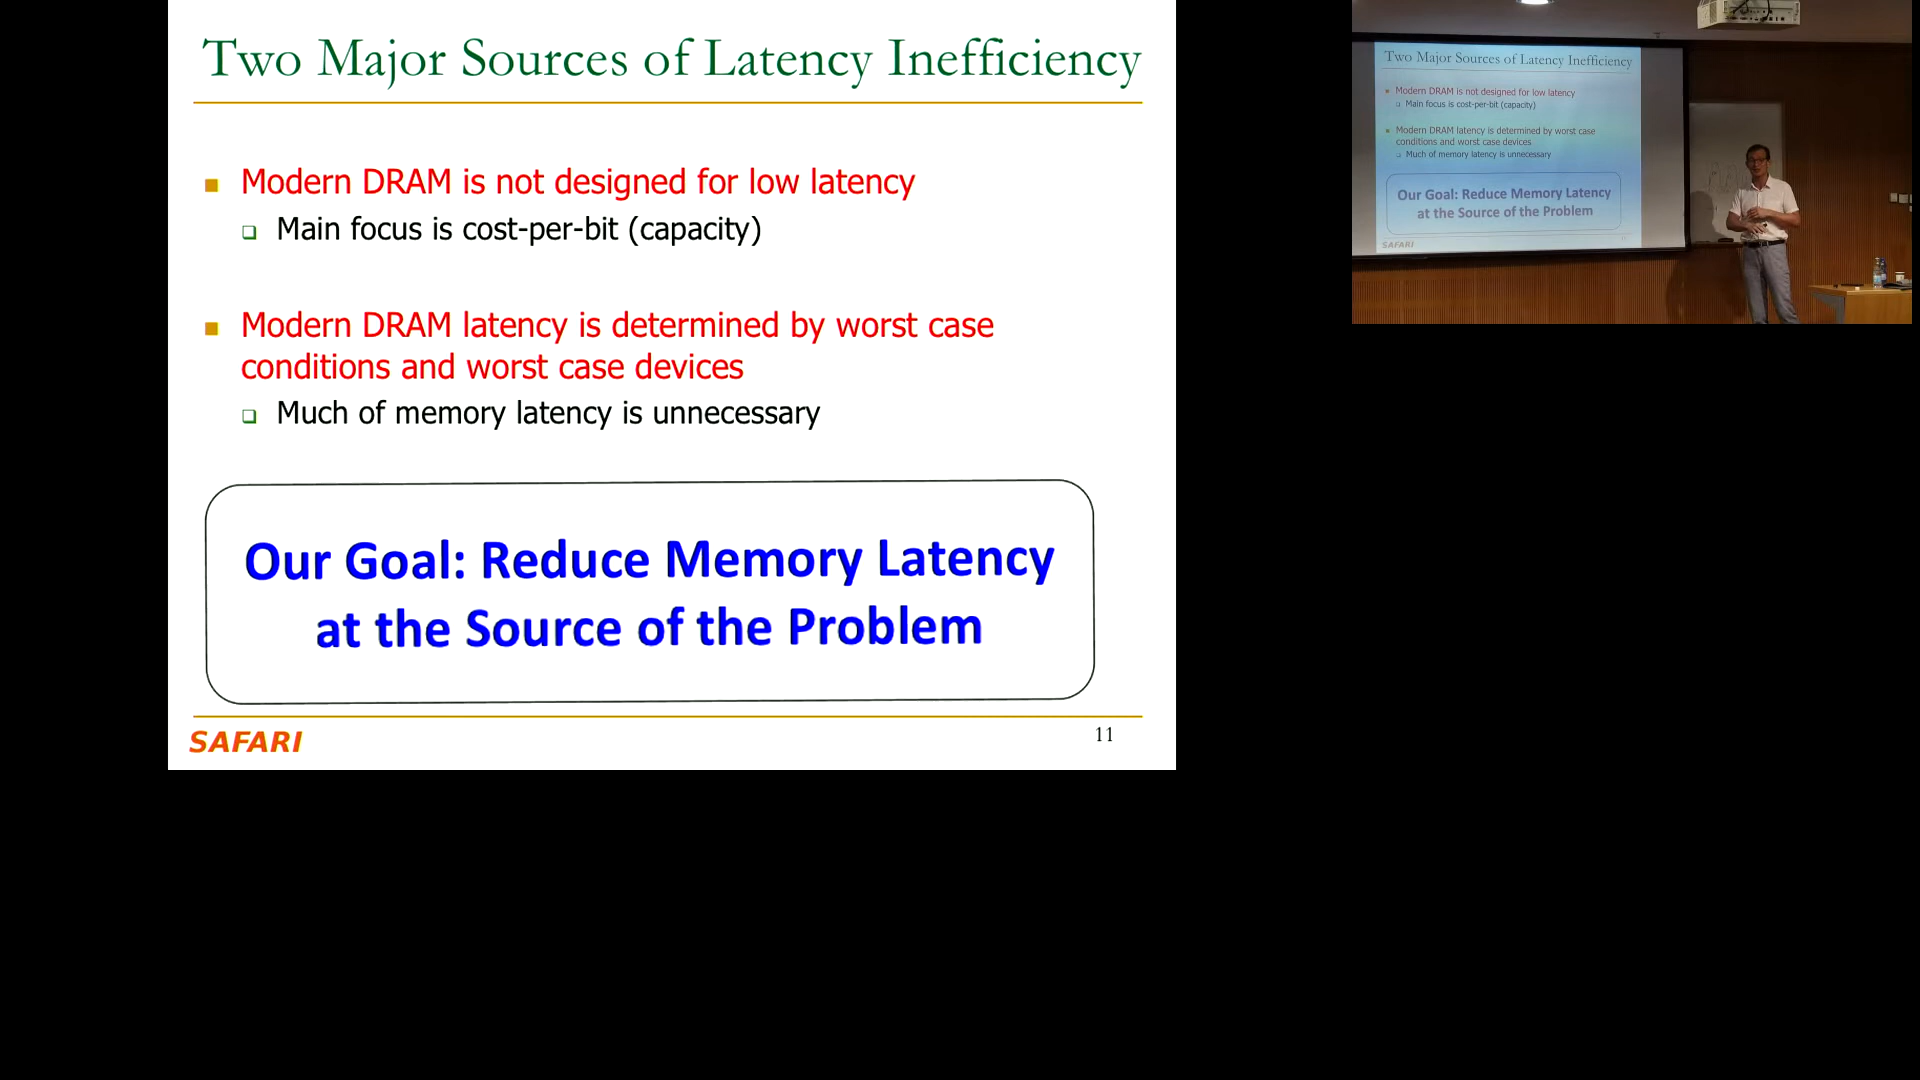 Two Major Sources of Latency Inefficiency
Modern DRAM is not designed for low latency
Main focus is cost-per-bit (capacity)
Modern DRAM latency is determined by worst case
conditions and worst case devices
Much of memory latency is unnecessary
Our Goal: Reduce Memory Latency
at the Source of the Problem
SAFARI
11
Two Major Sources of Latency Inefficiency
Modern DRAM is not designed for low latency
Main focus is cost-per-bit (capacity)
Modern DRAM latency is determined by worst case
conditions and worst case devices
Much of memory latency is unnecessary
Our Goal: Reduce Memory Latency
at the Source of the Problem
SAFARI